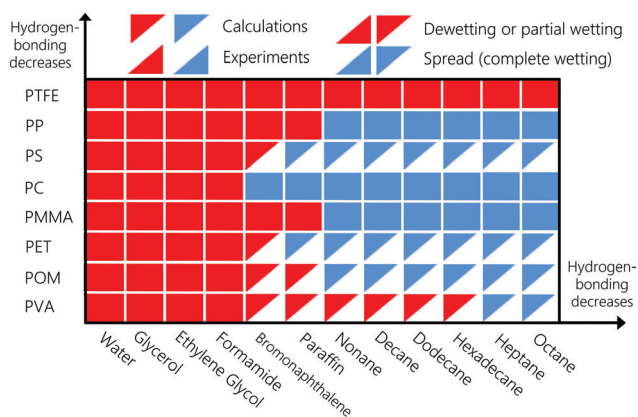 Hydrogen-
bonding
decreases
Calculations
Experiments
Dewetting or partial wetting
Spread (complete wetting)
PTFE
PP
PS
PC
PMMA
PET
POM
PVA
Hydrogen-
bonding
decreases
Water
Glycerol
Ethylene Glycol
Formamide
Bromonaphthalene
Paraffin
Nonane
Decane
Dodecane
Hexadecane
Heptane
Octane